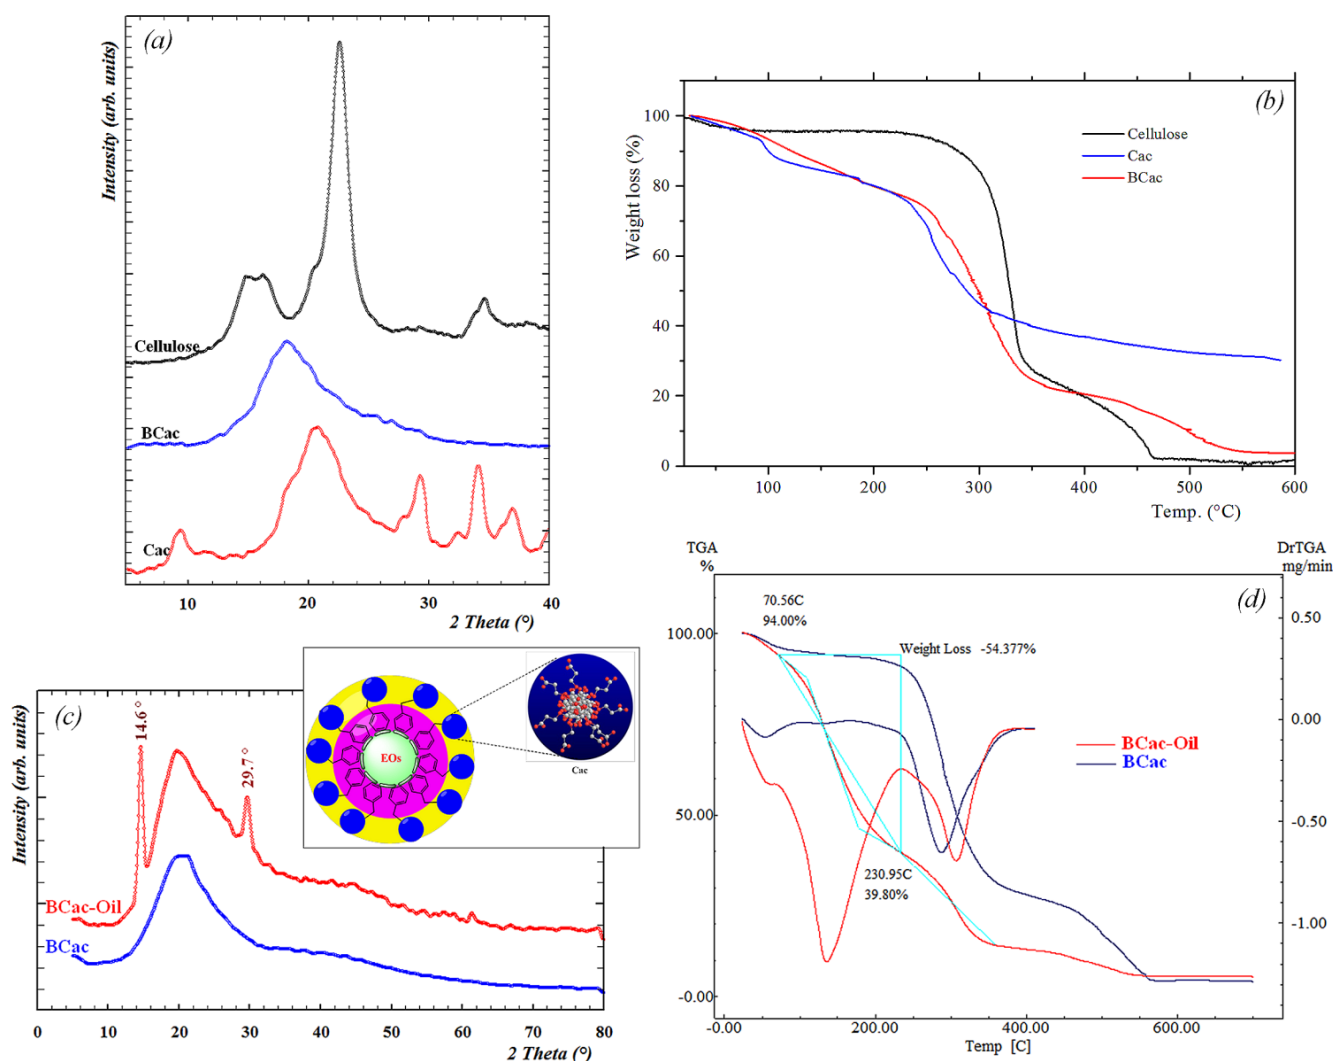 (a)
Intensity (arb. units)
Cellulose
BCac
Cac
10 20 30 40
2 Theta (°)
(b)
Weight loss (%)
100
80
60
40
20
0
Cellulose
Cac
BCac
100 200 300 400 500 600
Temp. (°C)
(c)
Intensity (arb. units)
14.6°
29.7°
EOs
Cac
BCac-Oil
BCac
0 10 20 30 40 50 60 70 80
2 Theta (°)
TGA
%
DrTGA
mg/min
(d)
70.56C
94.00%
Weight Loss -54.377%
230.95C
39.80%
BCac-Oil
BCac
100.00
50.00
-0.00
0.50
0.00
-0.50
-1.00
-0.00 200.00 400.00 600.00
Temp [C]